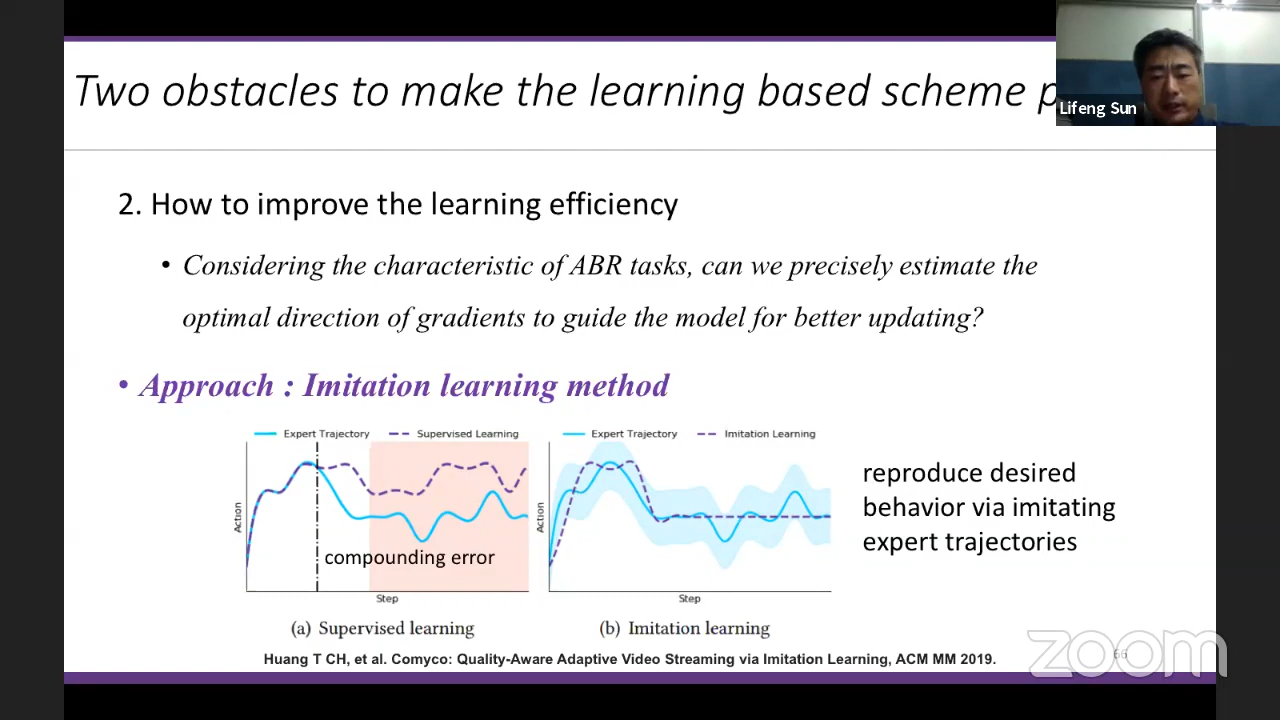 Two obstacles to make the learning based scheme
Lifeng Sun
2. How to improve the learning efficiency
• Considering the characteristic of ABR tasks, can we precisely estimate the
optimal direction of gradients to guide the model for better updating?
• Approach : Imitation learning method
Expert Trajectory Supervised Learning
Action
compounding error
Step
(a) Supervised learning
Expert Trajectory Imitation Learning
Action
Step
(b) Imitation learning
reproduce desired
behavior via imitating
expert trajectories
Huang T CH, et al. Comyco: Quality-Aware Adaptive Video Streaming via Imitation Learning, ACM MM 2019.
66
zoom